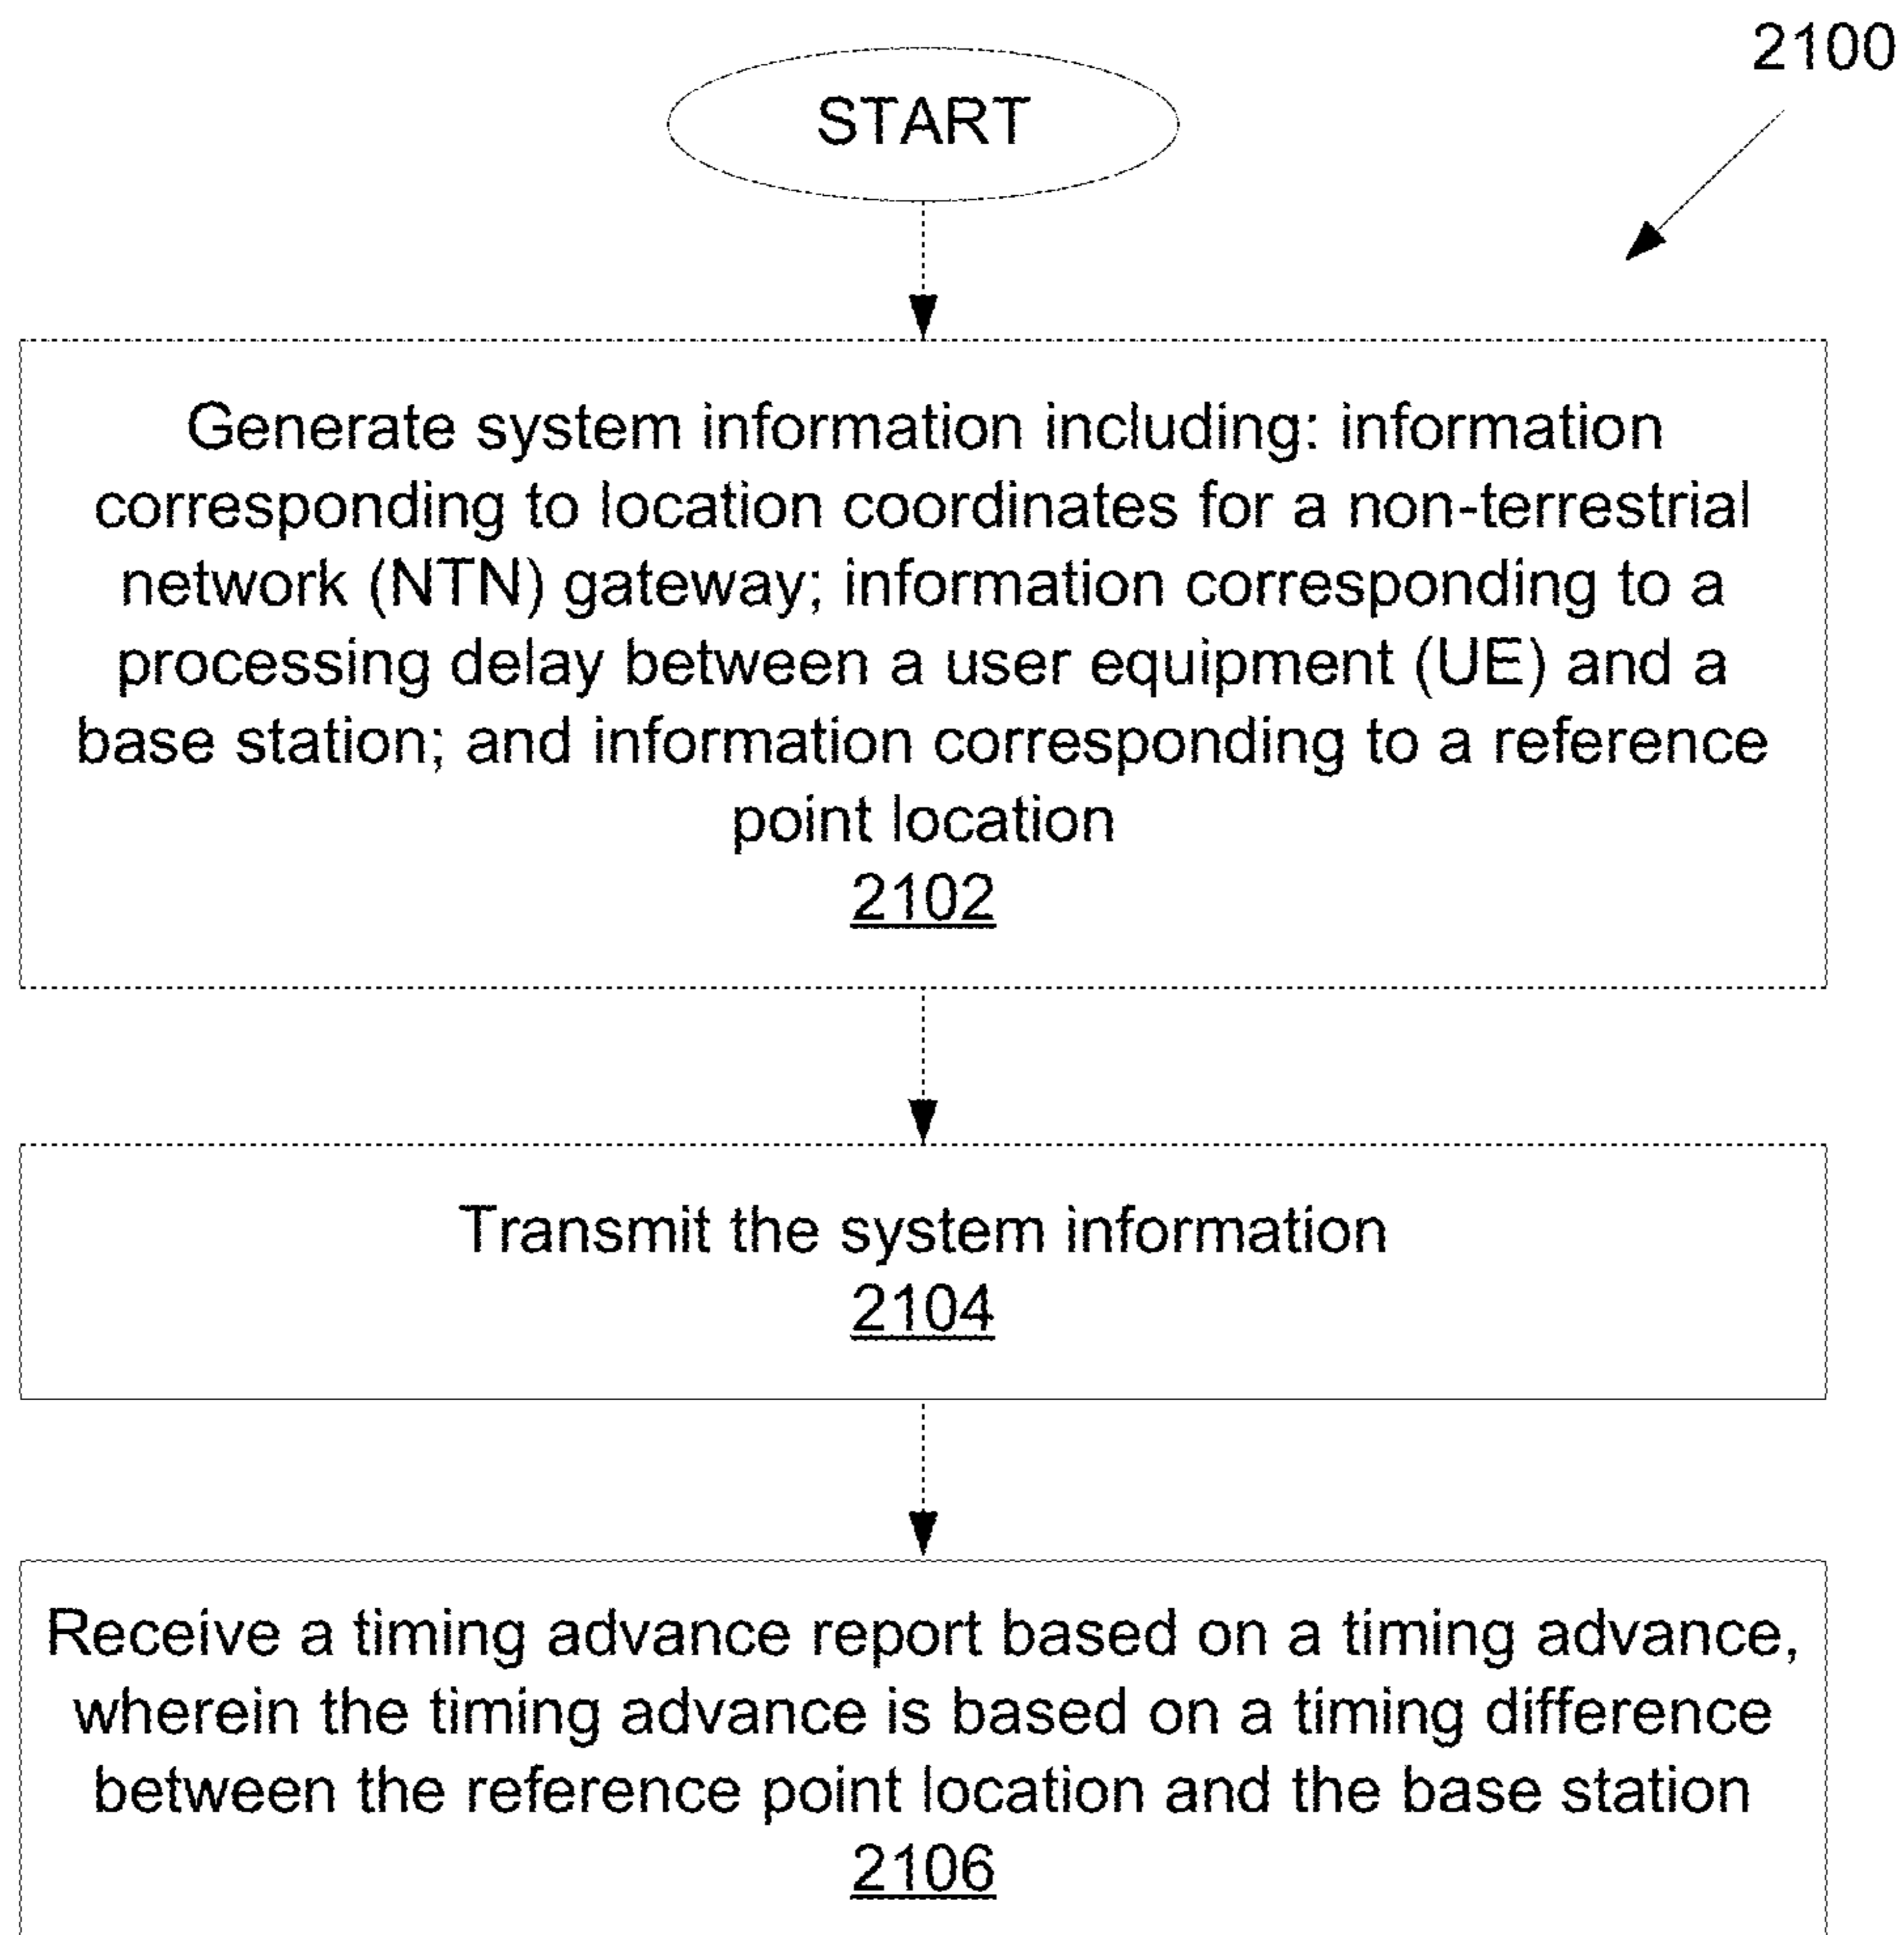 2100
START
Generate system information including: information
corresponding to location coordinates for a non-terrestrial
network (NTN) gateway; information corresponding to a
processing delay between a user equipment (UE) and a
base station; and information corresponding to a reference
point location
2102
Transmit the system information
2104
Receive a timing advance report based on a timing advance,
wherein the timing advance is based on a timing difference
between the reference point location and the base station
2106